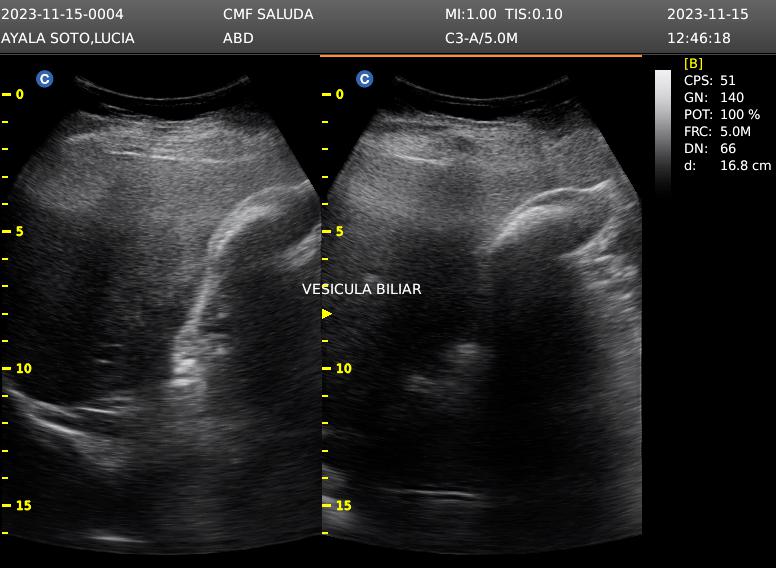 2023-11-15-0004 CMF SALUDA MI:1.00 TIS:0.10 2023-11-15
AYALA SOTO,LUCIA ABD C3-A/5.0M 12:46:18
C C
[B]
CPS: 51
GN: 140
POT: 100 %
FRC: 5.0M
DN: 66
d: 16.8 cm
0 0
5 5
VESICULA BILIAR
10 10
15 15